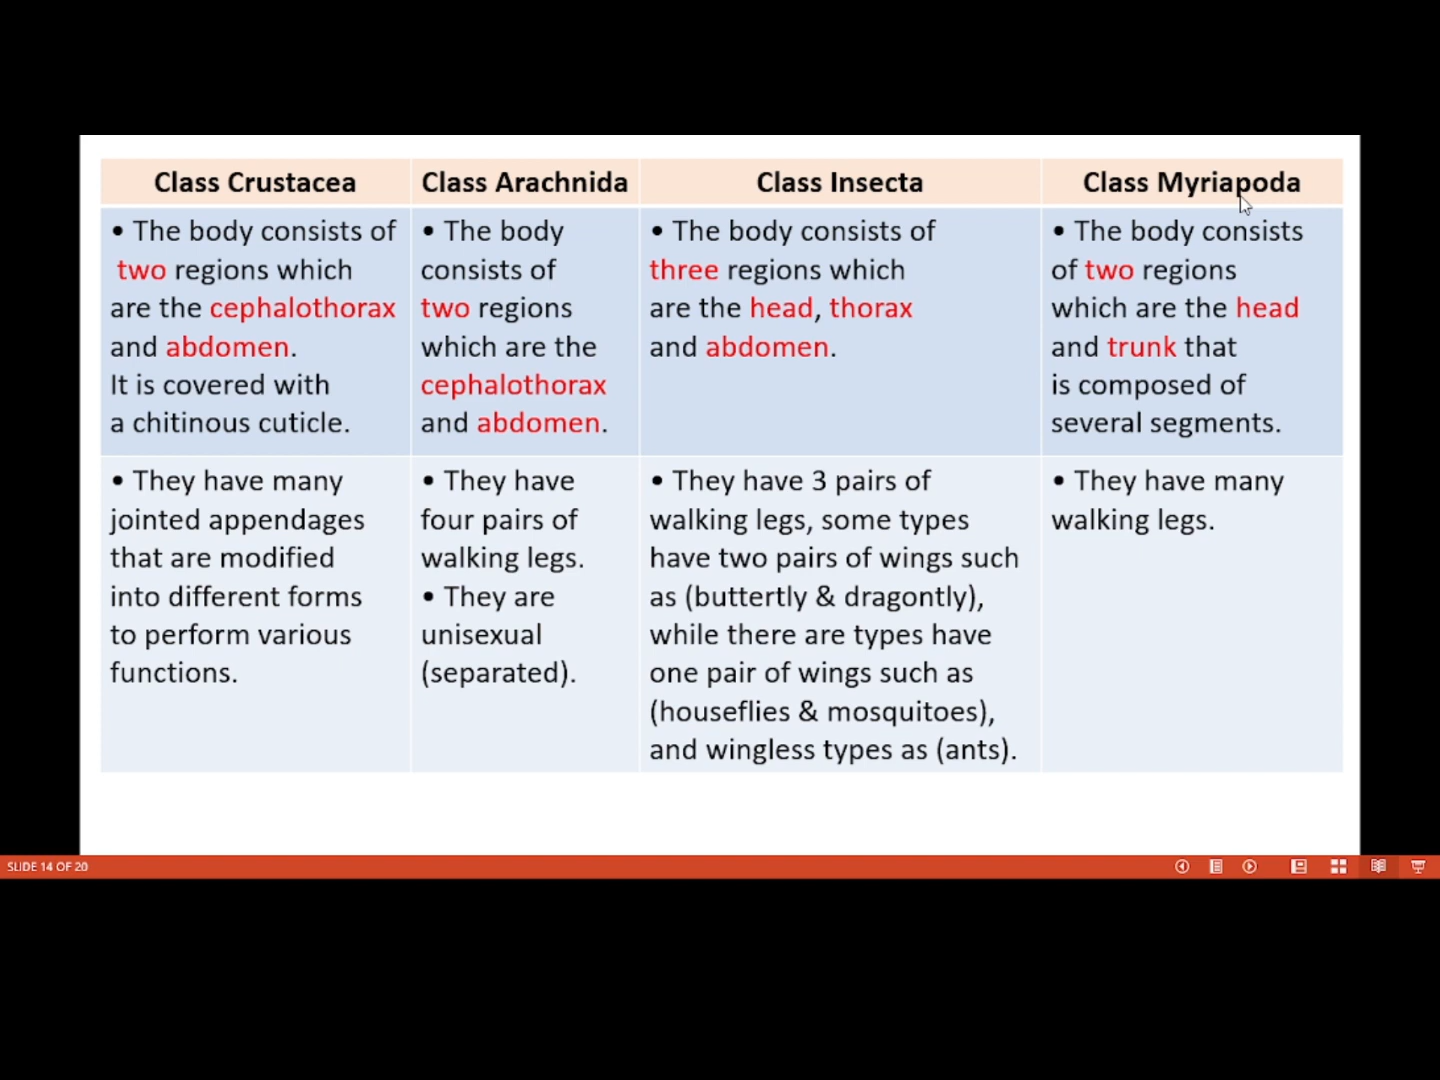 Class Crustacea
Class Arachnida
Class Insecta
Class Myriapoda
• The body consists of
two regions which
are the cephalothorax
and abdomen.
It is covered with
a chitinous cuticle.
• The body
consists of
two regions
which are the
cephalothorax
and abdomen.
• The body consists of
three regions which
are the head, thorax
and abdomen.
• The body consists
of two regions
which are the head
and trunk that
is composed of
several segments.
• They have many
jointed appendages
that are modified
into different forms
to perform various
functions.
• They have
four pairs of
walking legs.
• They are
unisexual
(separated).
• They have 3 pairs of
walking legs, some types
have two pairs of wings such
as (buttertly & dragontly),
while there are types have
one pair of wings such as
(houseflies & mosquitoes),
and wingless types as (ants).
• They have many
walking legs.
SLIDE 14 OF 20